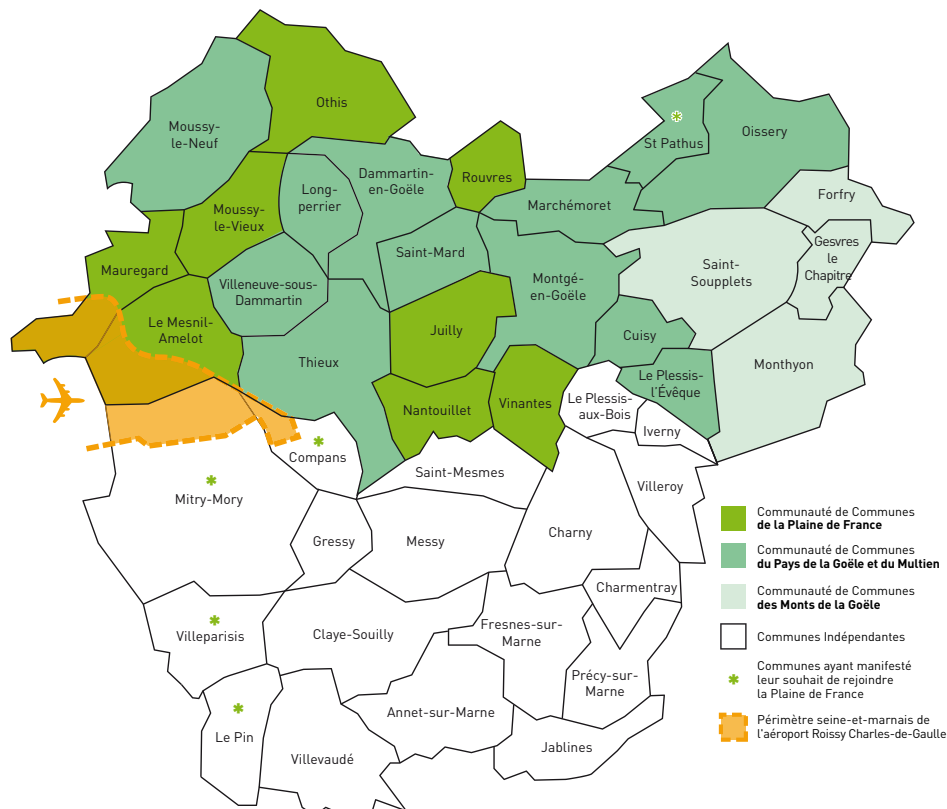 Othis
Moussy-
le-Neuf
St Pathus
Oissery
Dammartin-
en-Goële
Rouvres
Long-
perrier
Forfry
Marchémoret
Moussy-
le-Vieux
Gesvres
le
Chapitre
Saint-Mard
Mauregard
Saint-
Soupplets
Montgé-
en-Goële
Villeneuve-sous-
Dammartin
Le Mesnil-
Amelot
Juilly
Cuisy
Thieux
Monthyon
Le Plessis-
l'Évêque
Nantouillet
Vinantes
Le Plessis-
aux-Bois
Iverny
Compans
Saint-Mesmes
Mitry-Mory
Villeroy
Gressy
Messy
Charny
Charmentray
Villeparisis
Claye-Souilly
Fresnes-sur-
Marne
Précy-sur-
Marne
Annet-sur-Marne
Le Pin
Villevaudé
Jablines
Communauté de Communes
de la Plaine de France
Communauté de Communes
du Pays de la Goële et du Multien
Communauté de Communes
des Monts de la Goële
Communes Indépendantes
Communes ayant manifesté
leur souhait de rejoindre
la Plaine de France
Périmètre seine-et-marnais de
l'aéroport Roissy Charles-de-Gaulle